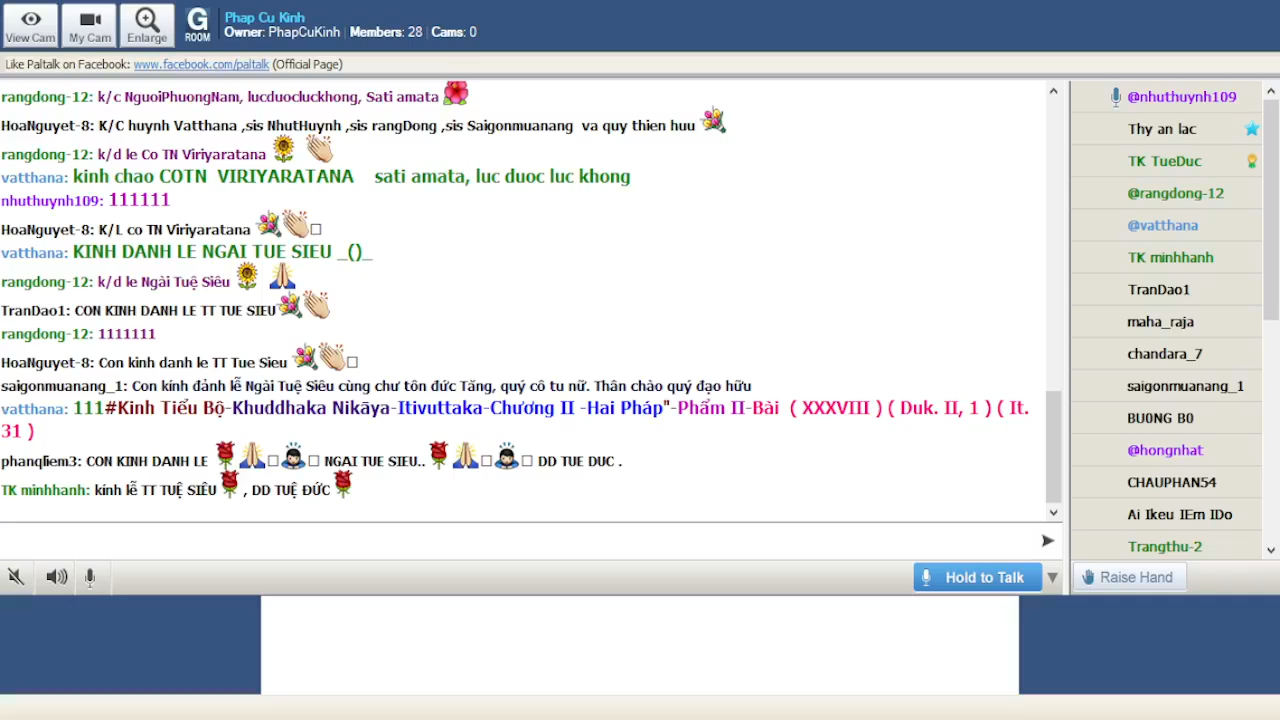 View Cam
My Cam
Enlarge
G
ROOM
Phap Cu Kinh
Owner: PhapCuKinh | Members: 28 | Cams: 0
Like Paltalk on Facebook: www.facebook.com/paltalk (Official Page)
rangdong-12: k/c NguoiPhuongNam, lucduocluckhong, Sati amata
HoaNguyet-8: K/C huynh Vatthana ,sis NhutHuynh ,sis rangDong ,sis Saigonmuanang va quy thien huu
rangdong-12: k/d le Co TN Viriyaratana
vatthana: kinh chao COTN VIRIYARATANA sati amata, luc duoc luc khong
nhuthuynh109: 111111
HoaNguyet-8: K/L co TN Viriyaratana
vatthana: KINH DANH LE NGAI TUE SIEU _()_
rangdong-12: k/d le Ngài Tuệ Siêu
TranDao1: CON KINH DANH LE TT TUE SIEU
rangdong-12: 1111111
HoaNguyet-8: Con kinh danh le TT Tue Sieu
saigonmuanang_1: Con kính đảnh lễ Ngài Tuệ Siêu cùng chư tôn đức Tăng, quý cô tu nữ. Thân chào quý đạo hữu
vatthana: 111#Kinh Tiểu Bộ-Khuddhaka Nikāya-Itivuttaka-Chương II -Hai Pháp"-Phẩm II-Bài ( XXXVIII ) ( Duk. II, 1 ) ( It.
31 )
phanqliem3: CON KINH DANH LE NGAI TUE SIEU.. DD TUE DUC .
TK minhhanh: kính lễ TT TUỆ SIÊU , DD TUỆ ĐỨC
Hold to Talk
@nhuthuynh109
Thy an lac
TK TueDuc
@rangdong-12
@vatthana
TK minhhanh
TranDao1
maha_raja
chandara_7
saigonmuanang_1
BU0NG B0
@hongnhat
CHAUPHAN54
Ai Ikeu IEm IDo
Trangthu-2
Raise Hand